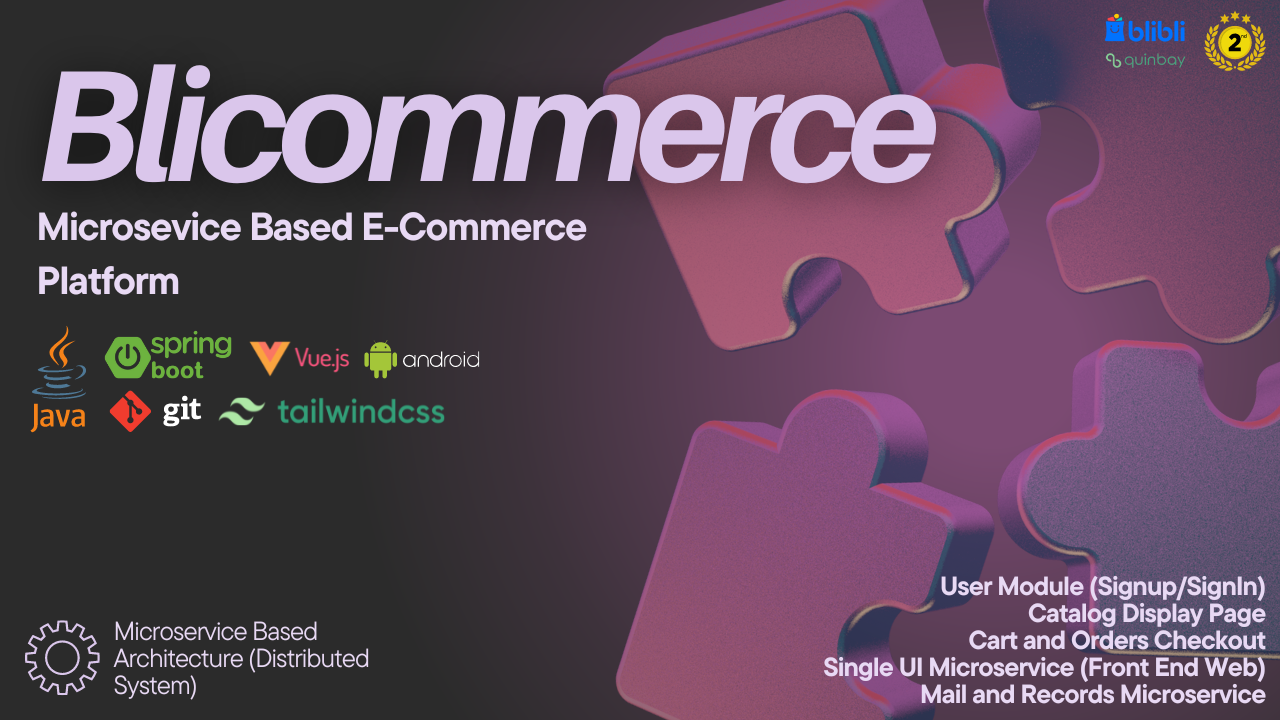 blibli
quinbay
2nd
Blicommerce
Microsevice Based E-Commerce
Platform
Java
spring
boot
Vue.js
android
git
tailwindcss
Microservice Based
Architecture (Distributed
System)
User Module (Signup/SignIn)
Catalog Display Page
Cart and Orders Checkout
Single UI Microservice (Front End Web)
Mail and Records Microservice